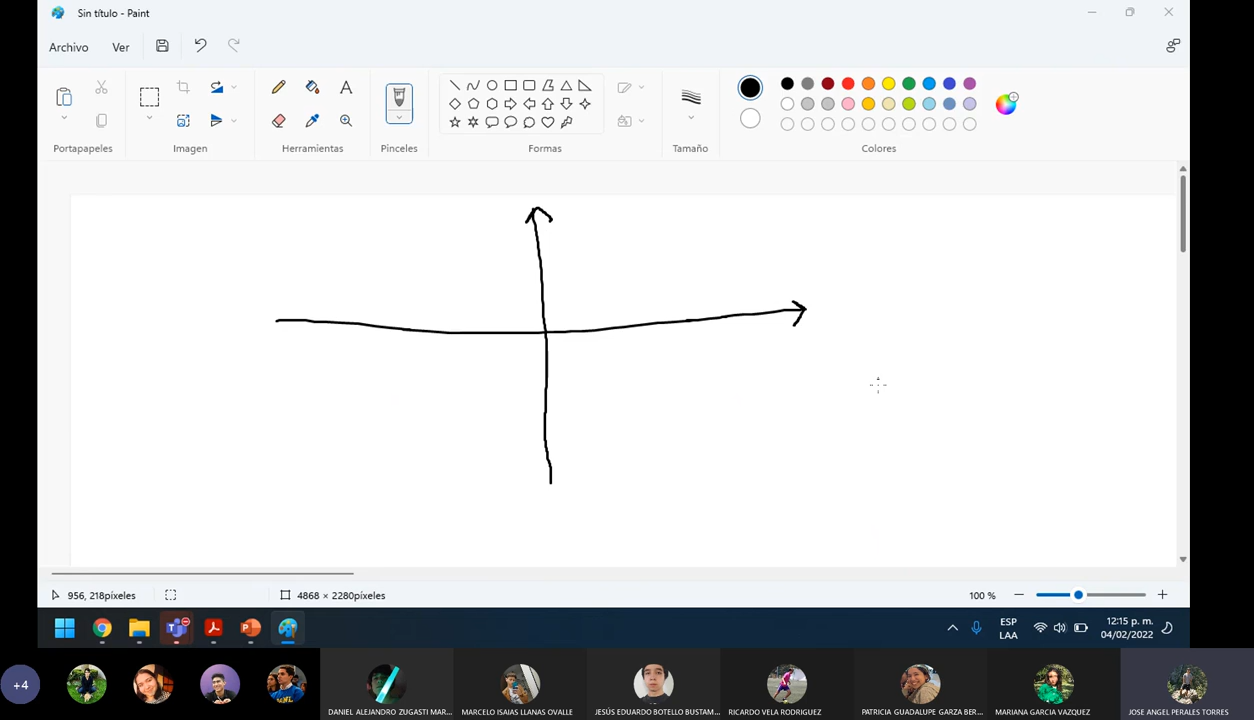 Sin título - Paint
Archivo Ver
Portapapeles Imagen Herramientas Pinceles Formas Tamaño Colores
956, 218píxeles 4868 × 2280píxeles 100 %
ESP
LAA
12:15 p. m.
04/02/2022
+4
DANIEL ALEJANDRO ZUGASTI MAR... MARCELO ISAIAS LLANAS OVALLE JESÚS EDUARDO BOTELLO BUSTAM... RICARDO VELA RODRIGUEZ PATRICIA GUADALUPE GARZA BER... MARIANA GARCIA VAZQUEZ JOSE ANGEL PERALES TORRES